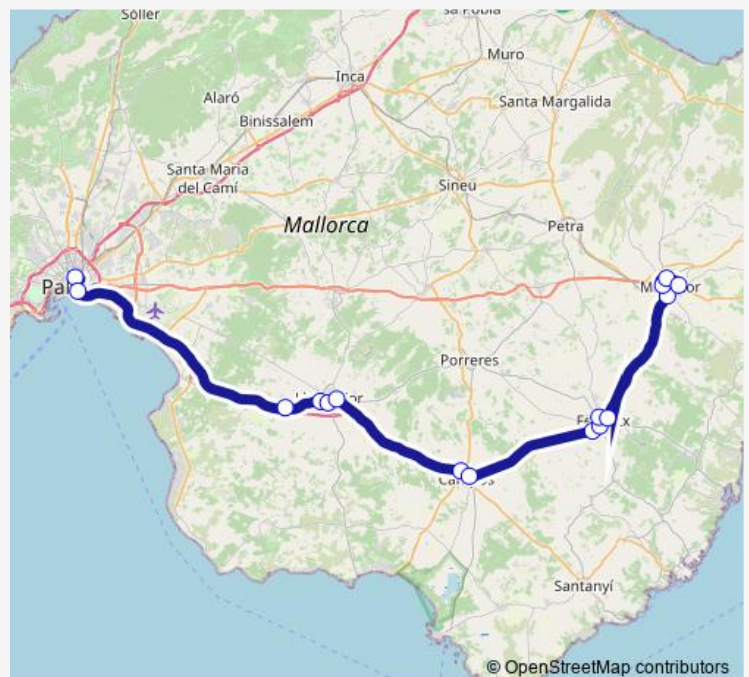 Sóller
sa Pobla
Muro
Inca
Alaró
Santa Margalida
Binissalem
Santa Maria
del Camí
Sineu
Mallorca
Petra
Porreres
Santanyí
© OpenStreetMap contributors